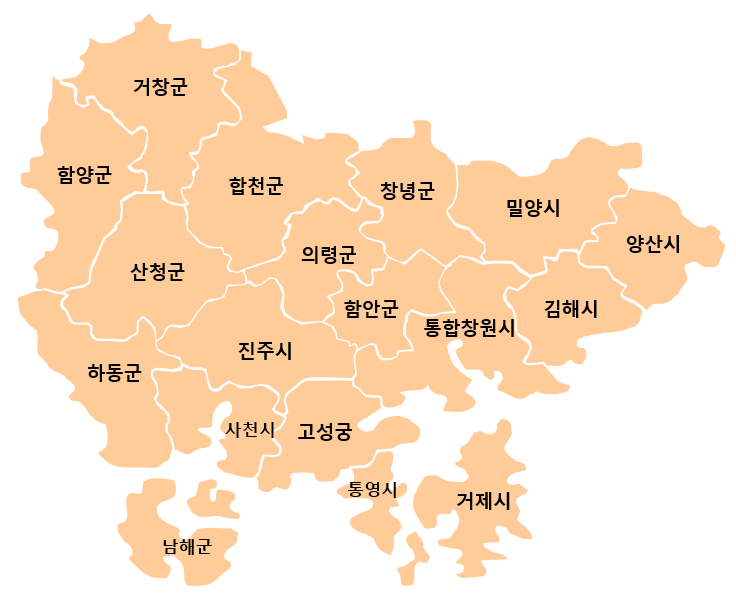 거창군
함양군
합천군
창녕군
밀양시
양산시
의령군
산청군
함안군
김해시
통합창원시
진주시
하동군
사천시
고성궁
통영시
거제시
남해군